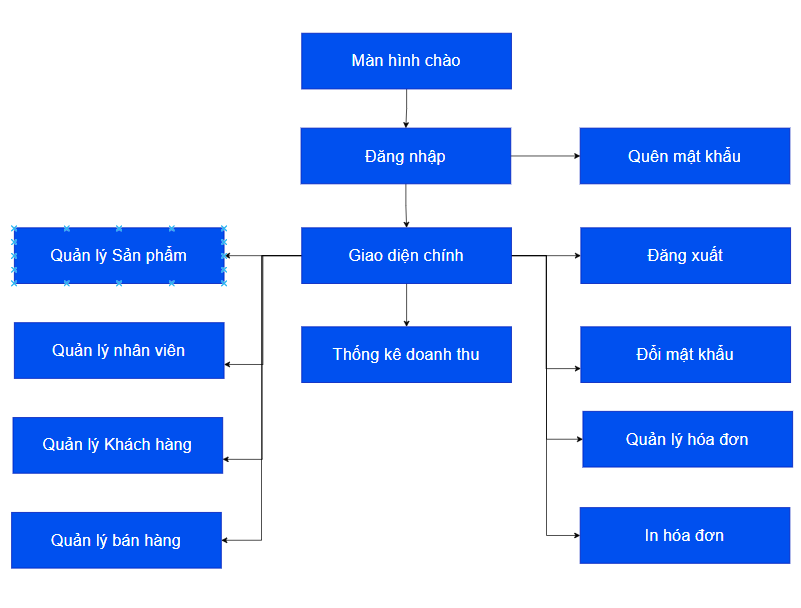 Màn hình chào
Đăng nhập
Quên mật khẩu
Quản lý Sản phẩm
Giao diện chính
Đăng xuất
Quản lý nhân viên
Thống kê doanh thu
Đổi mật khẩu
Quản lý Khách hàng
Quản lý hóa đơn
Quản lý bán hàng
In hóa đơn